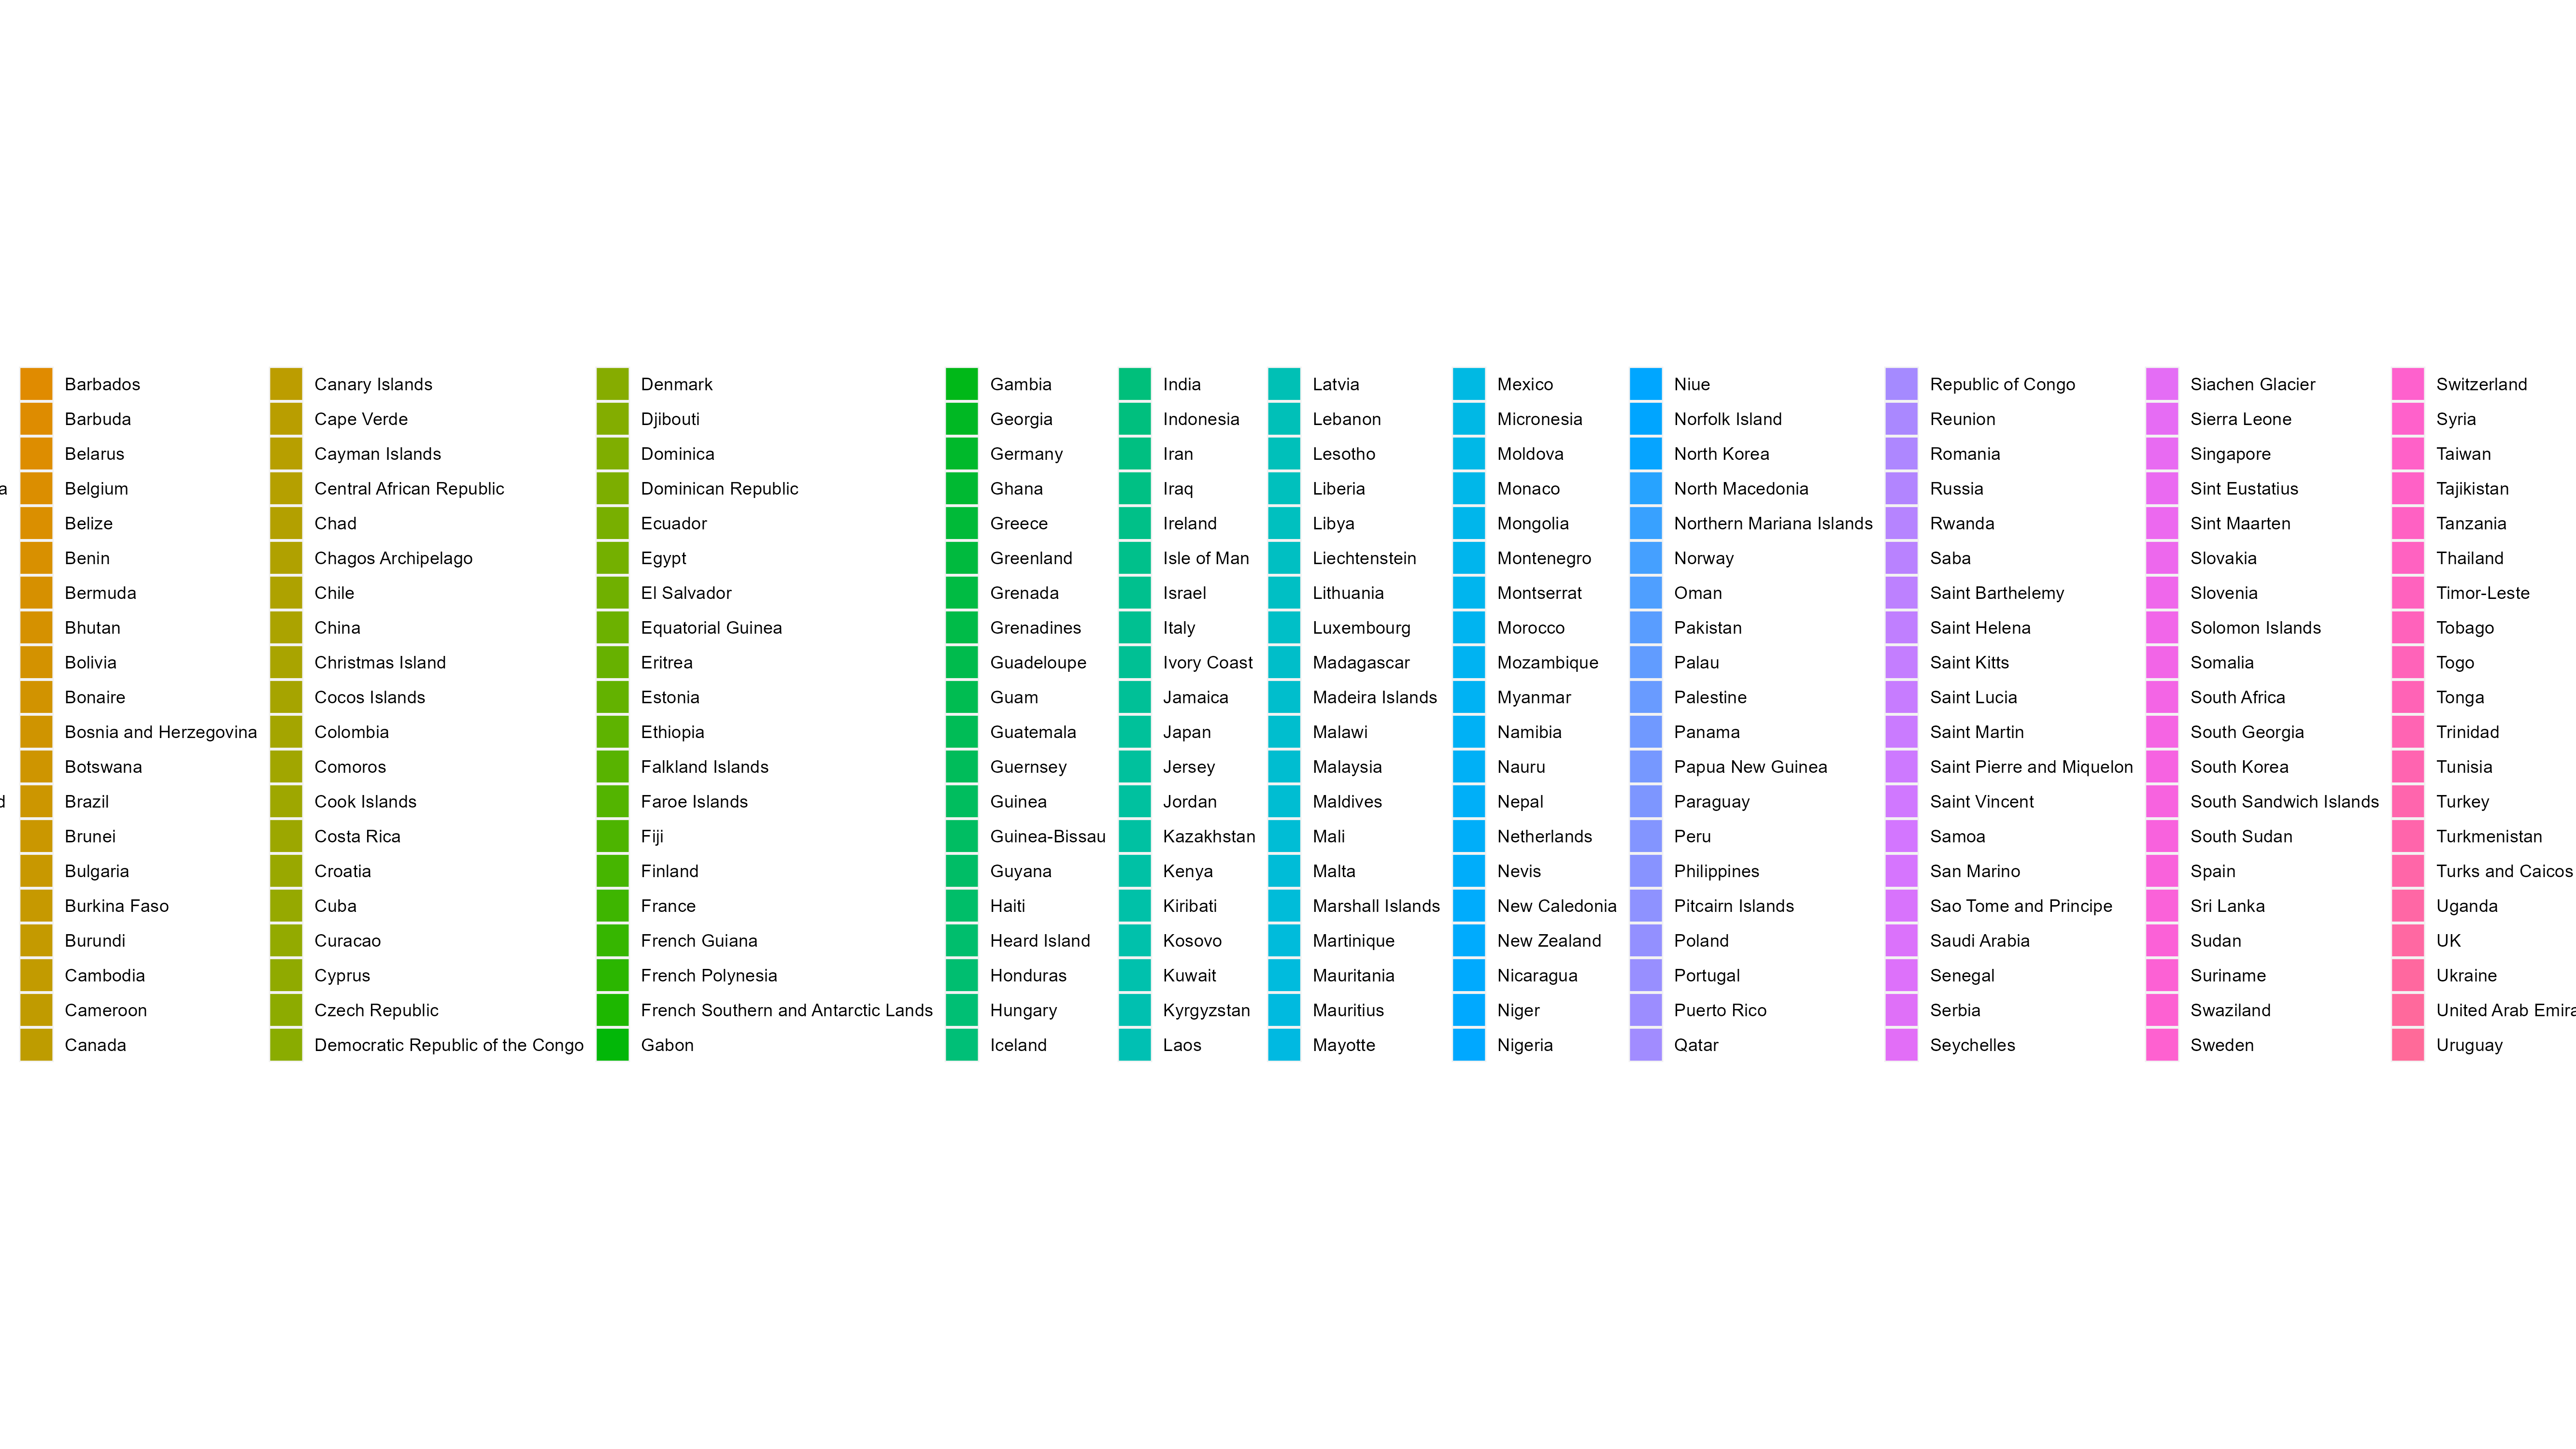 Barbados
Barbuda
Belarus
Belgium
Belize
Benin
Bermuda
Bhutan
Bolivia
Bonaire
Bosnia and Herzegovina
Botswana
Brazil
Brunei
Bulgaria
Burkina Faso
Burundi
Cambodia
Cameroon
Canada
Canary Islands
Cape Verde
Cayman Islands
Central African Republic
Chad
Chagos Archipelago
Chile
China
Christmas Island
Cocos Islands
Colombia
Comoros
Cook Islands
Costa Rica
Croatia
Cuba
Curacao
Cyprus
Czech Republic
Democratic Republic of the Congo
Denmark
Djibouti
Dominica
Dominican Republic
Ecuador
Egypt
El Salvador
Equatorial Guinea
Eritrea
Estonia
Ethiopia
Falkland Islands
Faroe Islands
Fiji
Finland
France
French Guiana
French Polynesia
French Southern and Antarctic Lands
Gabon
Gambia
Georgia
Germany
Ghana
Greece
Greenland
Grenada
Grenadines
Guadeloupe
Guam
Guatemala
Guernsey
Guinea
Guinea-Bissau
Guyana
Haiti
Heard Island
Honduras
Hungary
Iceland
India
Indonesia
Iran
Iraq
Ireland
Isle of Man
Israel
Italy
Ivory Coast
Jamaica
Japan
Jersey
Jordan
Kazakhstan
Kenya
Kiribati
Kosovo
Kuwait
Kyrgyzstan
Laos
Latvia
Lebanon
Lesotho
Liberia
Libya
Liechtenstein
Lithuania
Luxembourg
Madagascar
Madeira Islands
Malawi
Malaysia
Maldives
Mali
Malta
Marshall Islands
Martinique
Mauritania
Mauritius
Mayotte
Mexico
Micronesia
Moldova
Monaco
Mongolia
Montenegro
Montserrat
Morocco
Mozambique
Myanmar
Namibia
Nauru
Nepal
Netherlands
Nevis
New Caledonia
New Zealand
Nicaragua
Niger
Nigeria
Niue
Norfolk Island
North Korea
North Macedonia
Northern Mariana Islands
Norway
Oman
Pakistan
Palau
Palestine
Panama
Papua New Guinea
Paraguay
Peru
Philippines
Pitcairn Islands
Poland
Portugal
Puerto Rico
Qatar
Republic of Congo
Reunion
Romania
Russia
Rwanda
Saba
Saint Barthelemy
Saint Helena
Saint Kitts
Saint Lucia
Saint Martin
Saint Pierre and Miquelon
Saint Vincent
Samoa
San Marino
Sao Tome and Principe
Saudi Arabia
Senegal
Serbia
Seychelles
Siachen Glacier
Sierra Leone
Singapore
Sint Eustatius
Sint Maarten
Slovakia
Slovenia
Solomon Islands
Somalia
South Africa
South Georgia
South Korea
South Sandwich Islands
South Sudan
Spain
Sri Lanka
Sudan
Suriname
Swaziland
Sweden
Switzerland
Syria
Taiwan
Tajikistan
Tanzania
Thailand
Timor-Leste
Tobago
Togo
Tonga
Trinidad
Tunisia
Turkey
Turkmenistan
Turks and Caicos
Uganda
UK
Ukraine
United Arab
Uruguay